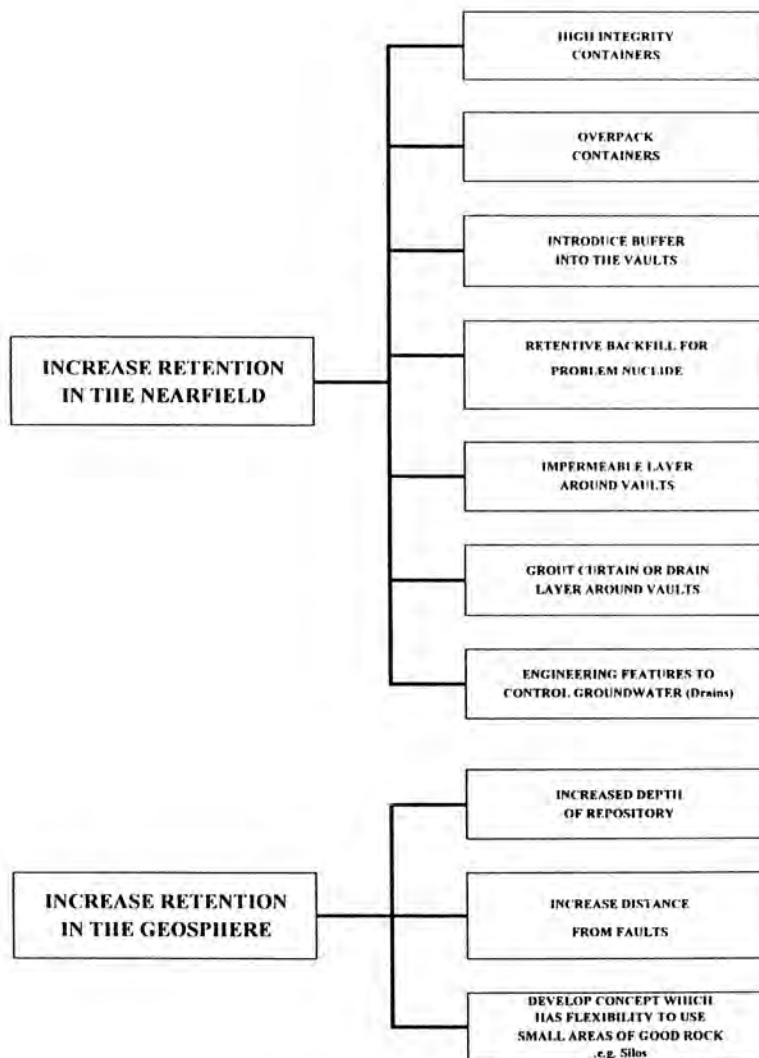 HIGH INTEGRITY
CONTAINERS
OVERPACK
CONTAINERS
INTRODUCE BUFFER
INTO THE VAULTS
RETENTIVE BACKFILL FOR
PROBLEM NUCLIDE
INCREASE RETENTION
IN THE NEARFIELD
IMPERMEABLE LAYER
AROUND VAULTS
GROUT CURTAIN OR DRAIN
LAYER AROUND VAULTS
ENGINEERING FEATURES TO
CONTROL GROUNDWATER (Drains)
INCREASED DEPTH
OF REPOSITORY
INCREASE RETENTION
IN THE GEOSPHERE
INCREASE DISTANCE
FROM FAULTS
DEVELOP CONCEPT WHICH
HAS FLEXIBILITY TO USE
SMALL AREAS OF GOOD ROCK
.e.g. Silos